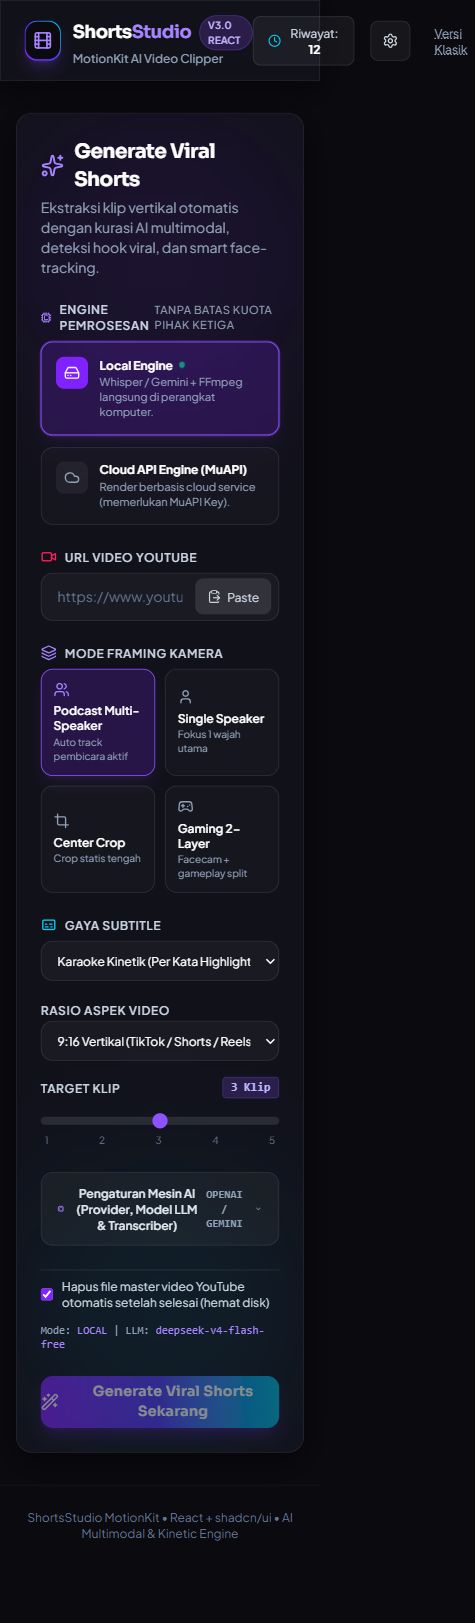 ShortsStudio
V3.0
REACT
MotionKit AI Video Clipper
Riwayat:
12
Versi
Klasik
Generate Viral
Shorts
Ekstraksi klip vertikal otomatis
dengan kurasi AI multimodal,
deteksi hook viral, dan smart face-
tracking.
ENGINE
PEMROSESAN
TANPA BATAS KUOTA
PIHAK KETIGA
Local Engine
Whisper / Gemini + FFmpeg
langsung di perangkat
komputer.
Cloud API Engine (MuAPI)
Render berbasis cloud service
(memerlukan MuAPI Key).
URL VIDEO YOUTUBE
https://www.youtu
Paste
MODE FRAMING KAMERA
Podcast Multi-
Speaker
Auto track
pembicara aktif
Single Speaker
Fokus 1 wajah
utama
Center Crop
Crop statis tengah
Gaming 2-
Layer
Facecam +
gameplay split
GAYA SUBTITLE
Karaoke Kinetik (Per Kata Highlight
RASIO ASPEK VIDEO
9:16 Vertikal (TikTok / Shorts / Reels
TARGET KLIP
3 Klip
1 2 3 4 5
Pengaturan Mesin AI
(Provider, Model LLM
& Transcriber)
OPENAI
/
GEMINI
Hapus file master video YouTube
otomatis setelah selesai (hemat disk)
Mode: LOCAL | LLM: deepseek-v4-flash-
free
Generate Viral Shorts
Sekarang
ShortsStudio MotionKit • React + shadcn/ui • AI
Multimodal & Kinetic Engine